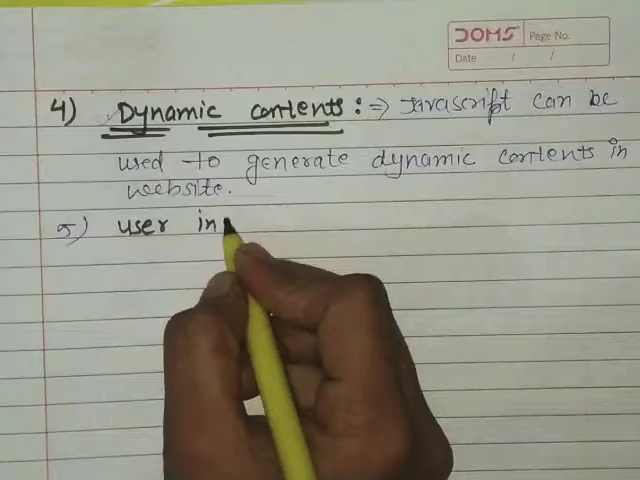 DOMS Page No.
Date / /
4) Dynamic contents :⇒ Javascript can be
used to generate dynamic contents in
website.
5) user in